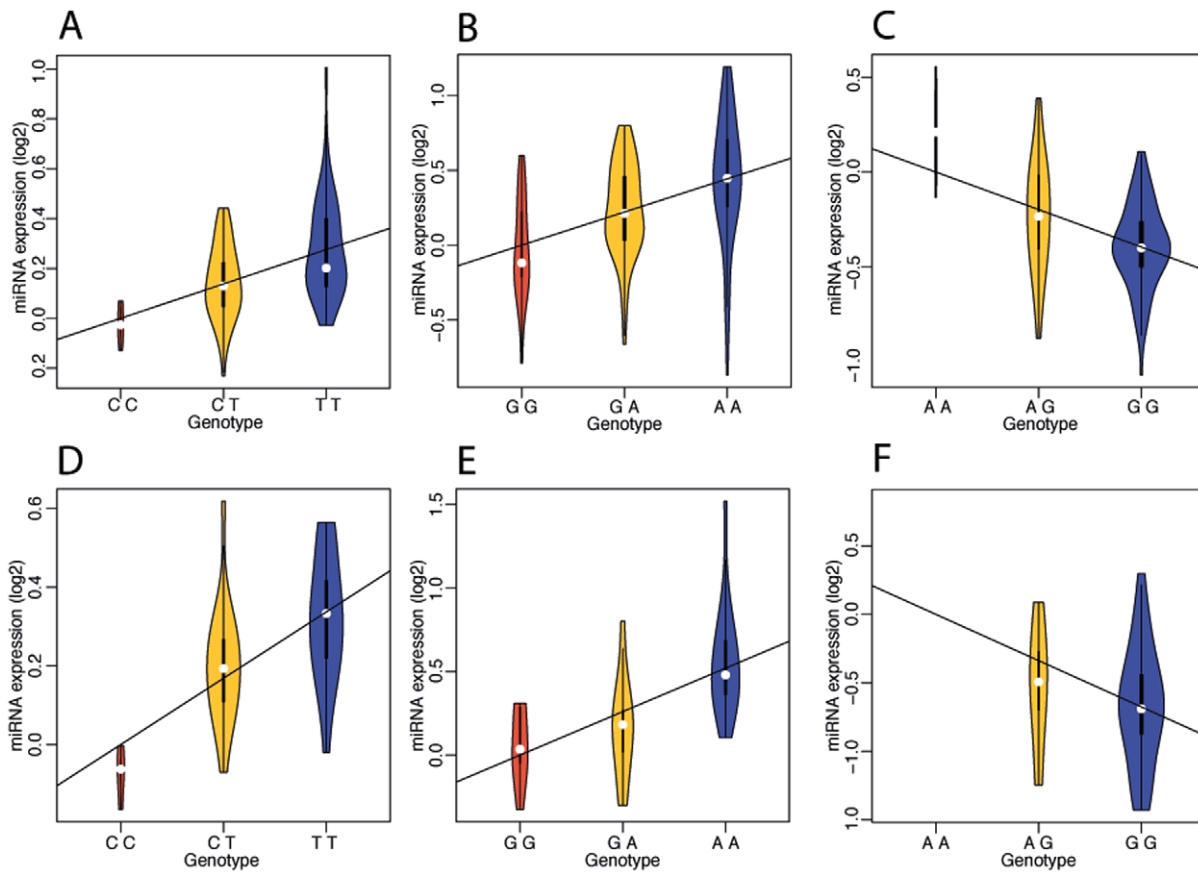 A
miRNA expression (log2)
1.0
0.8
0.6
0.4
0.2
0.0
0.2
C C
C T
T T
Genotype
B
miRNA expression (log2)
1.0
0.5
0.0
−0.5
G G
G A
A A
Genotype
C
miRNA expression (log2)
0.5
0.0
−0.5
−1.0
A A
A G
G G
Genotype
D
miRNA expression (log2)
0.6
0.4
0.2
0.0
C C
C T
T T
Genotype
E
miRNA expression (log2)
1.5
1.0
0.5
0.0
G G
G A
A A
Genotype
F
miRNA expression (log2)
0.5
0.0
−0.5
−1.0
1.0
A A
A G
G G
Genotype